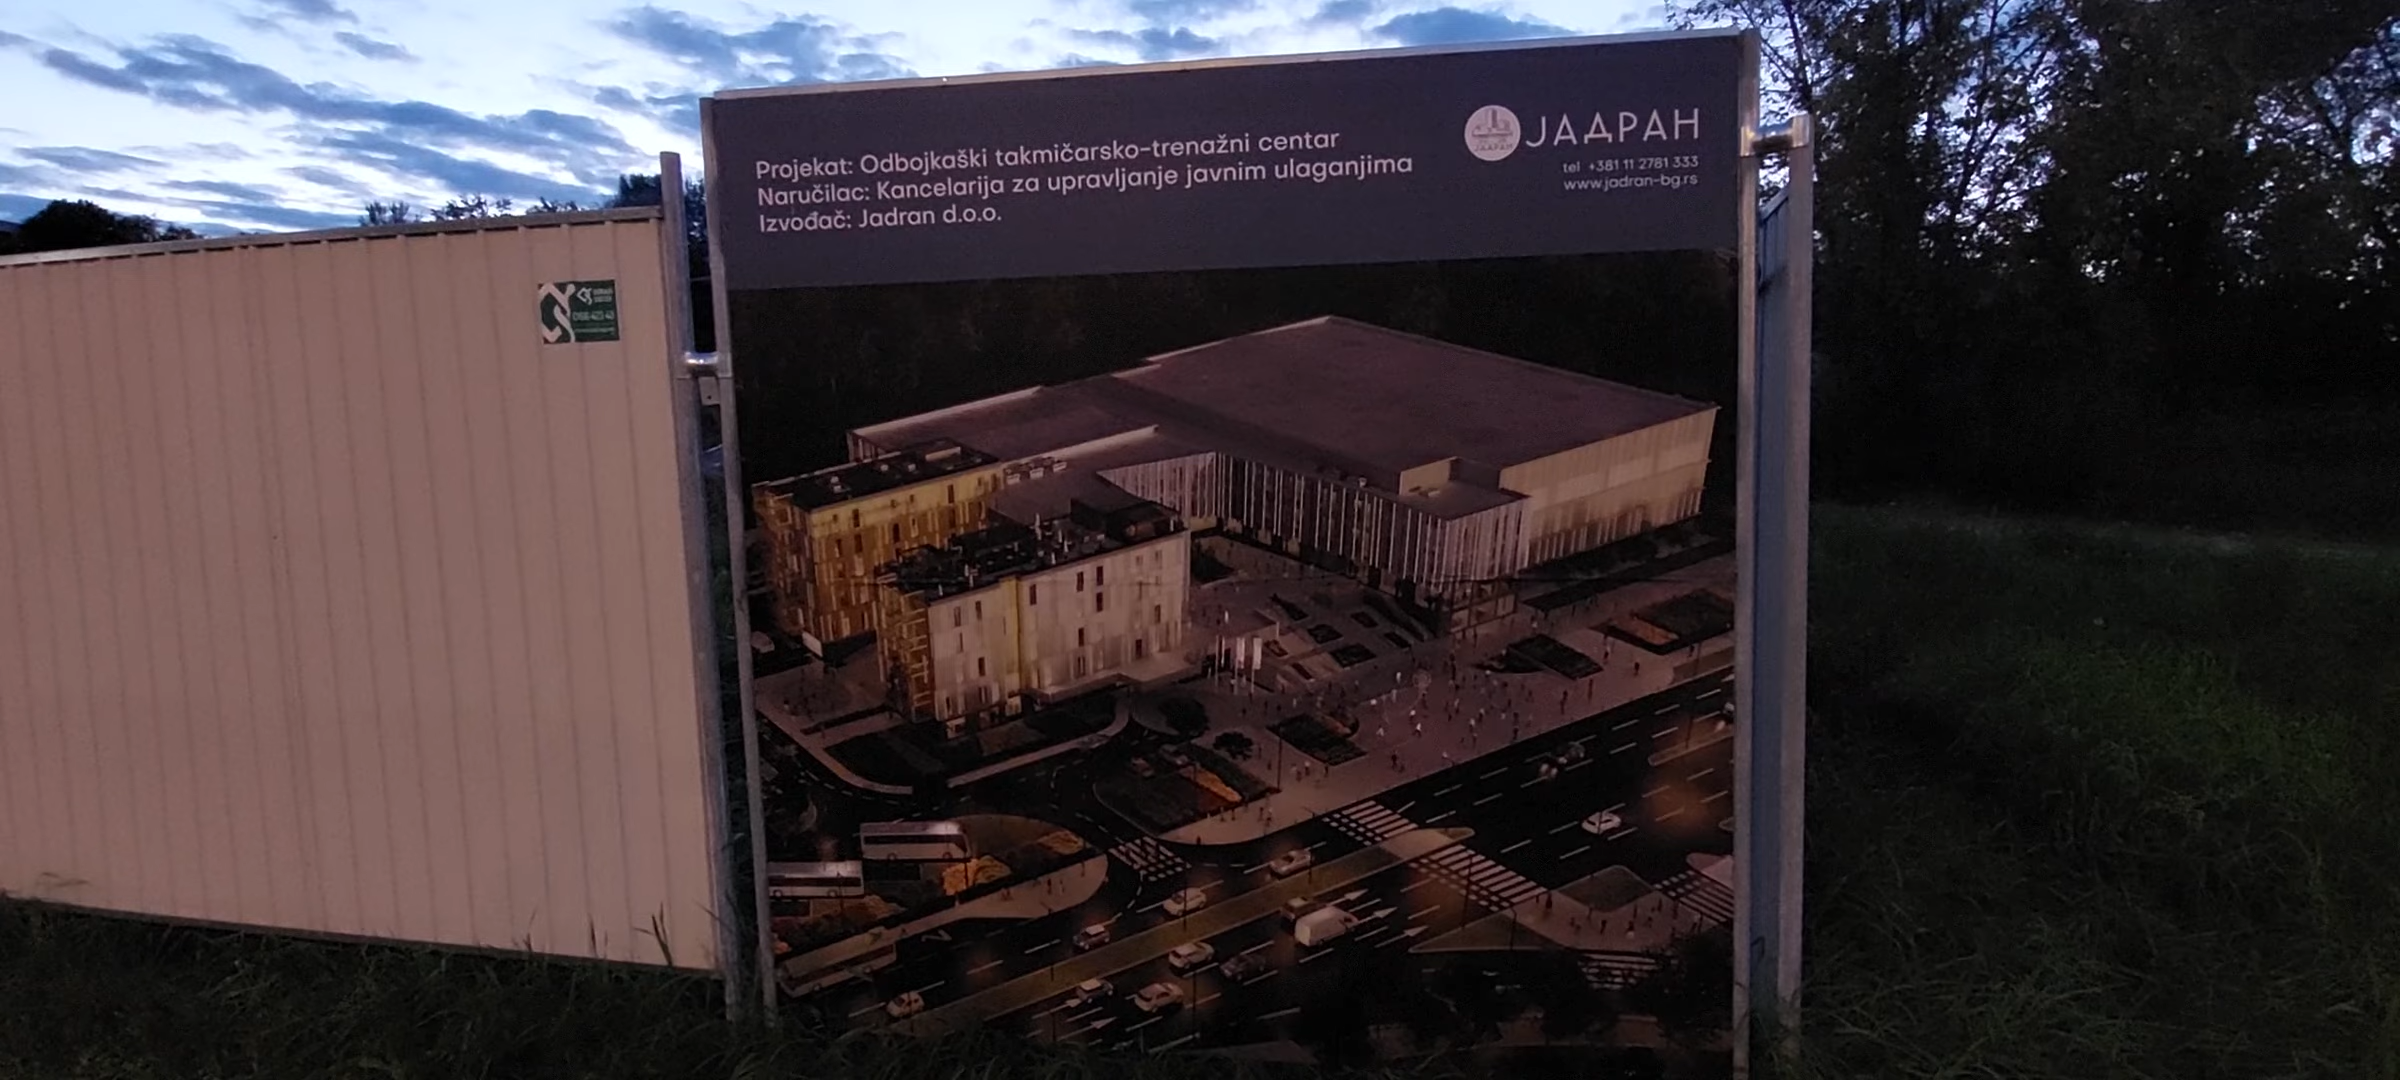 Projekat: Odbojkaški takmičarsko-trenažni centar
Naručilac: Kancelarija za upravljanje javnim ulaganjima
Izvođač: Jadran d.o.o.
ЈАДРАН
tel +381 11 2781 333
www.jadran-bg.rs